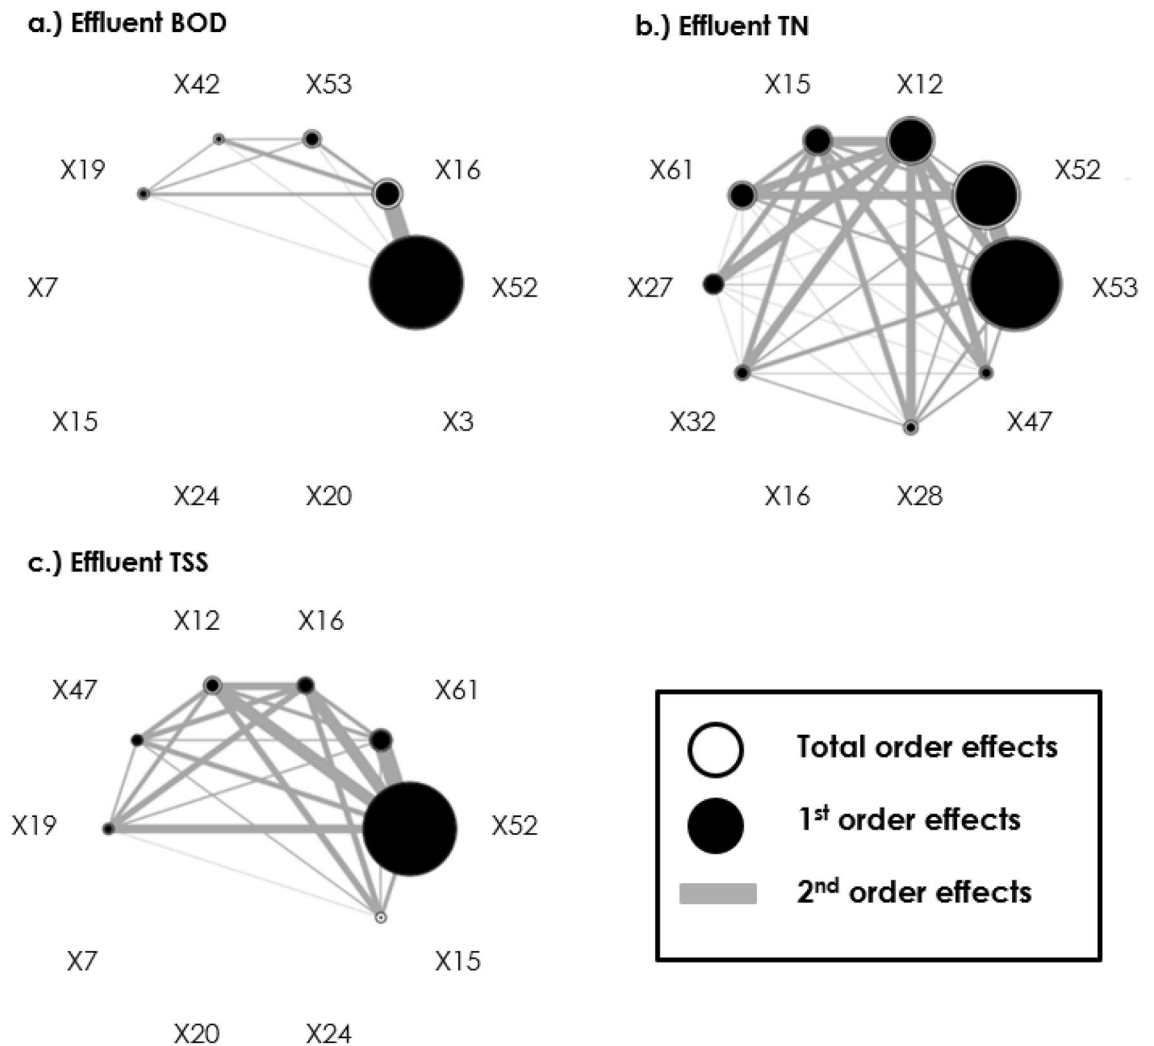 a.) Effluent BOD
X42
X53
X19
X16
X7
X52
X15
X3
X24
X20
b.) Effluent TN
X15
X12
X61
X52
X27
X53
X32
X47
X16
X28
c.) Effluent TSS
X12
X16
X47
X61
X19
X52
X7
X15
X20
X24
Total order effects
1st order effects
2nd order effects